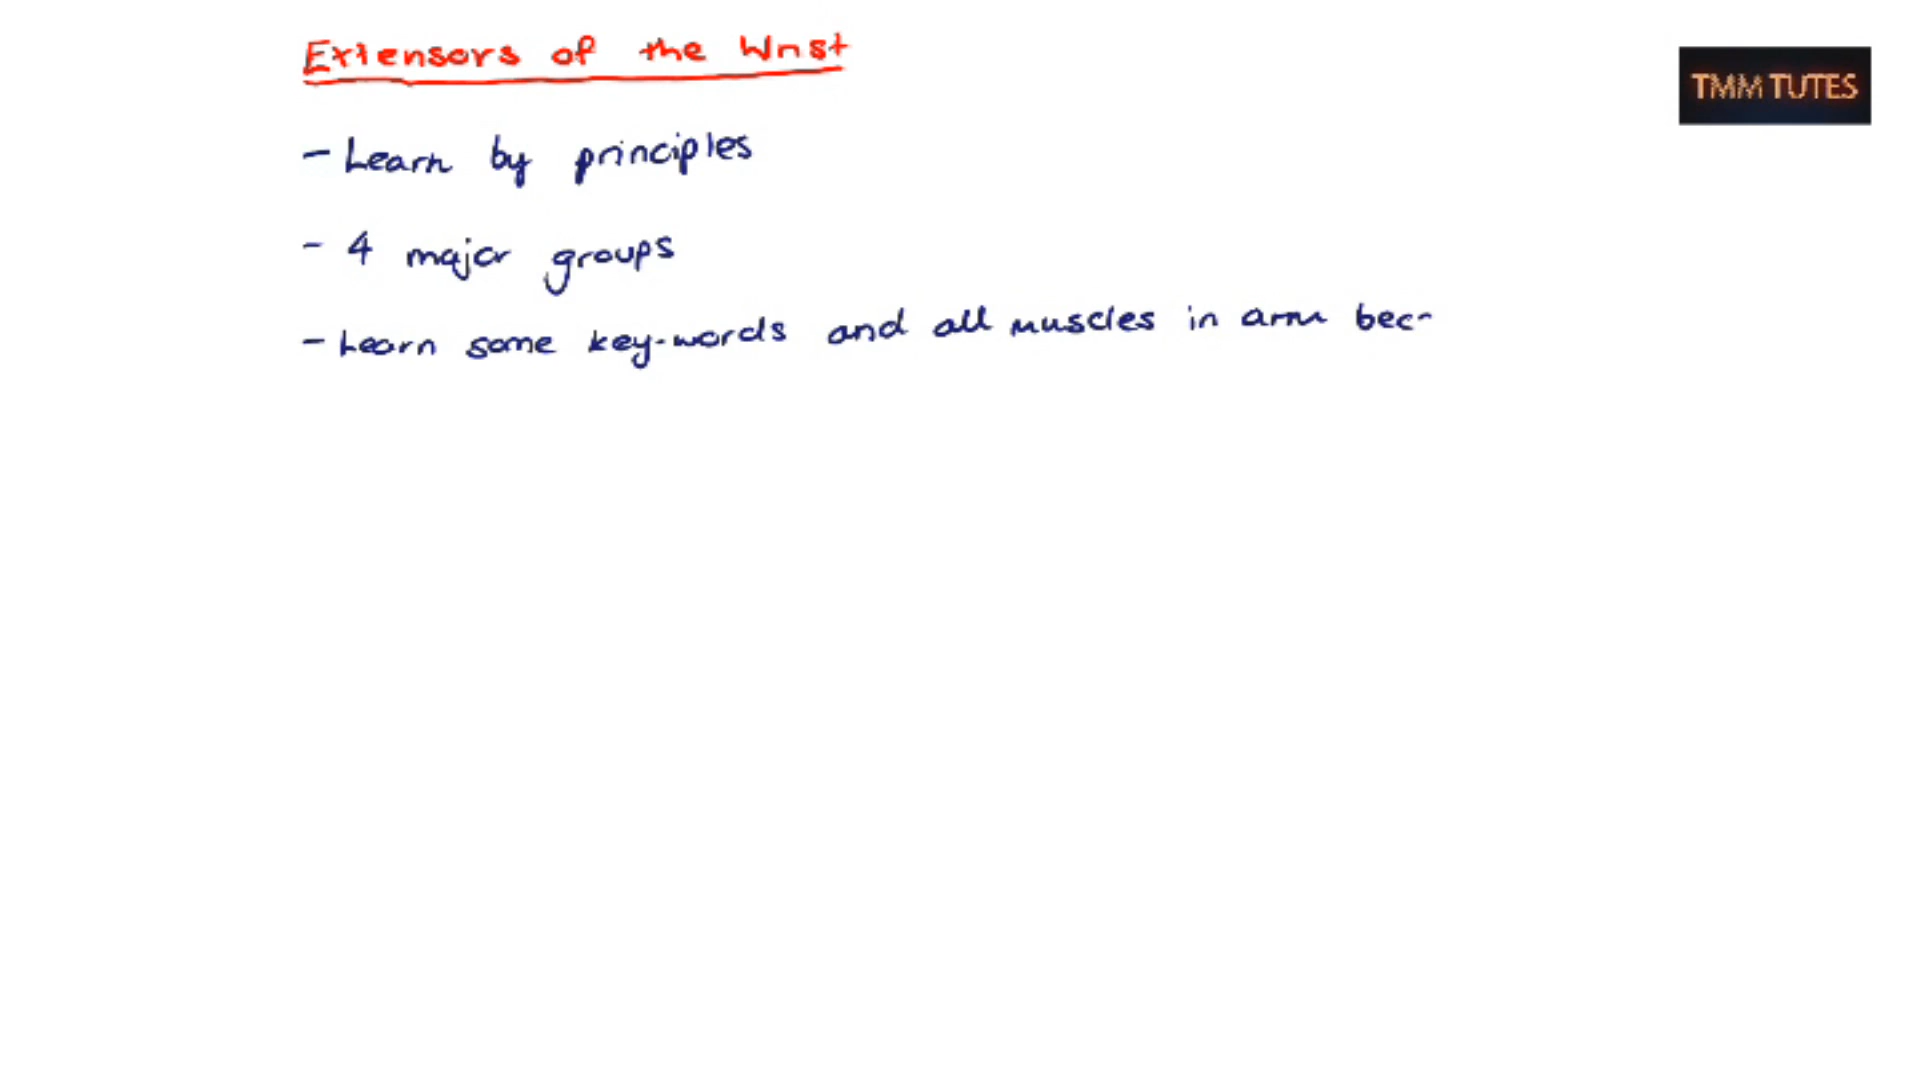 Extensors of the Wrist
TMM TUTES
- Learn by principles
- 4 major groups
- Learn some key-words and all muscles in arm bec-